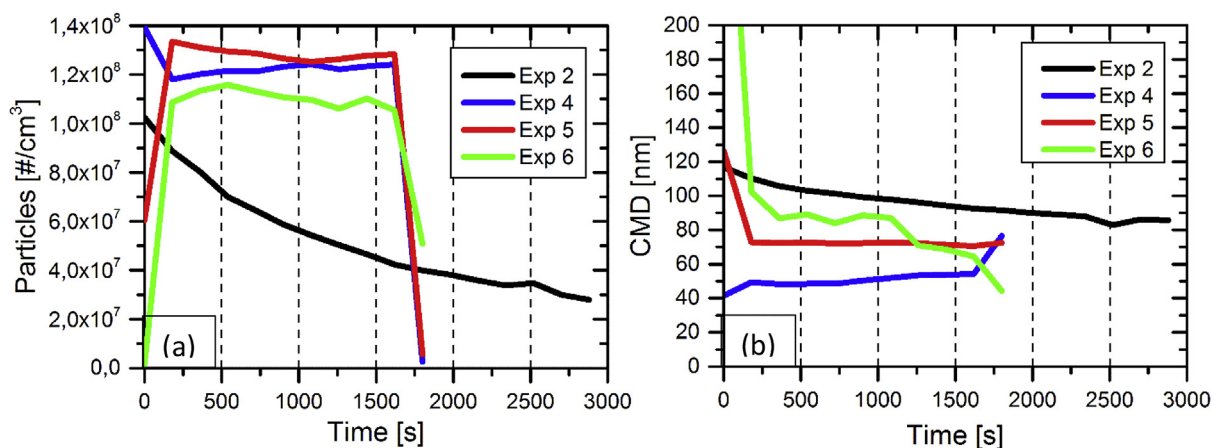 Particles [#/cm³]
1,4x10⁸
1,2x10⁸
1,0x10⁸
8,0x10⁷
6,0x10⁷
4,0x10⁷
2,0x10⁷
0,0
Exp 2
Exp 4
Exp 5
Exp 6
(a)
0 500 1000 1500 2000 2500 3000
Time [s]
CMD [nm]
200
180
160
140
120
100
80
60
40
20
0
Exp 2
Exp 4
Exp 5
Exp 6
(b)
0 500 1000 1500 2000 2500 3000
Time [s]